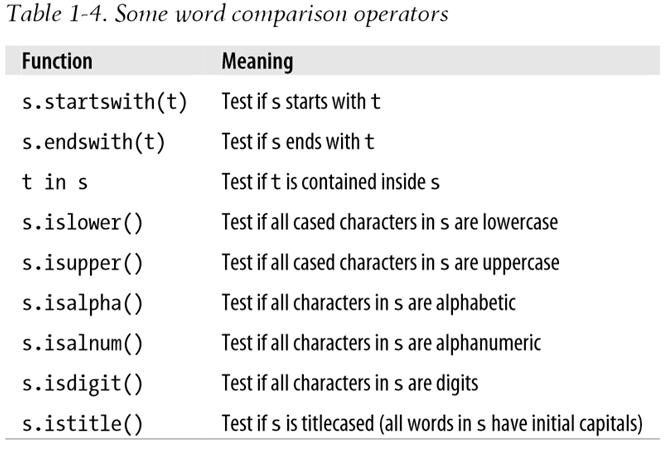 Table 1-4. Some word comparison operators
Function Meaning
s.startswith(t) Test if s starts with t
s.endswith(t) Test if s ends with t
t in s Test if t is contained inside s
s.islower() Test if all cased characters in s are lowercase
s.isupper() Test if all cased characters in s are uppercase
s.isalpha() Test if all characters in s are alphabetic
s.isalnum() Test if all characters in s are alphanumeric
s.isdigit() Test if all characters in s are digits
s.istitle() Test if s is titlecased (all words in s have initial capitals)